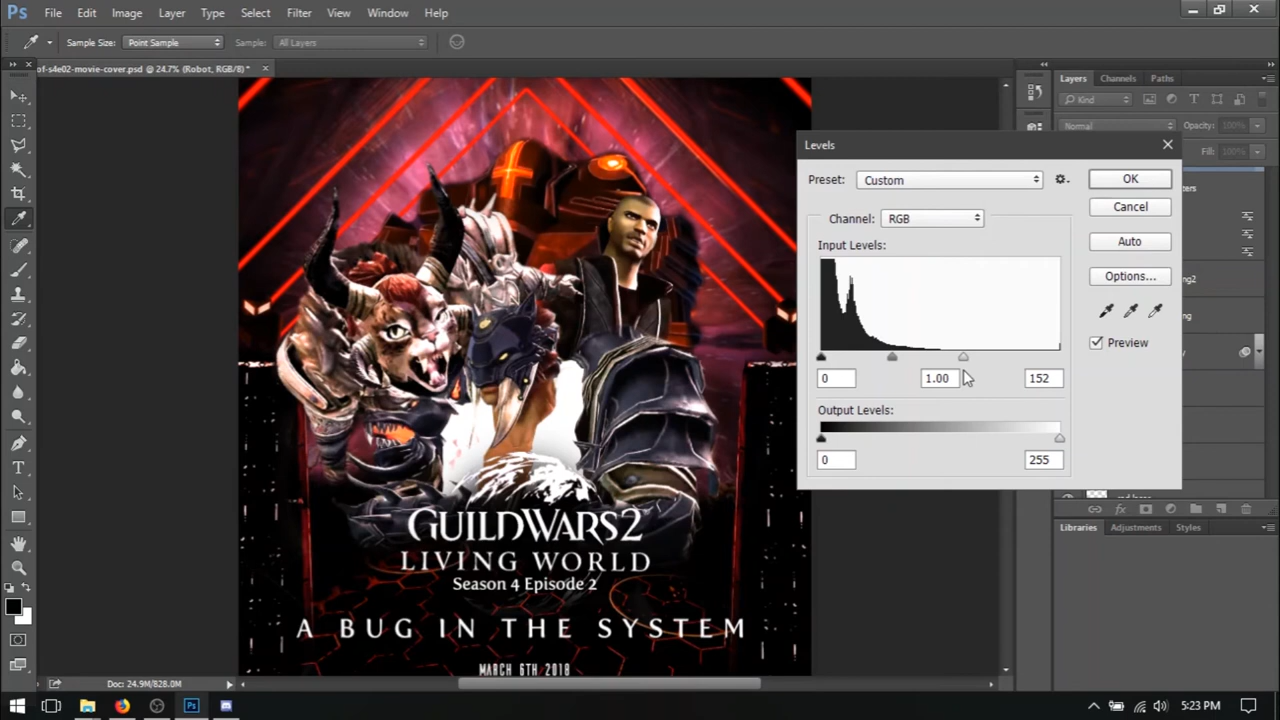 Ps File Edit Image Layer Type Select Filter View Window Help
Sample Size: Point Sample Sample: All Layers
of-s4e02-movie-cover.psd @ 24.7% (Robot, RGB/8) *
Layers Channels Paths
Kind
Normal Opacity: 100%
Fill: 100%
Levels
Preset: Custom
OK
Cancel
Channel: RGB
Auto
Input Levels:
Options...
Preview
0 1.00 152
Output Levels:
0 255
GUILD WARS 2
LIVING WORLD
Season 4 Episode 2
A BUG IN THE SYSTEM
MARCH 6TH 2018
Libraries Adjustments Styles
Doc: 24.9M/828.0M
5:23 PM